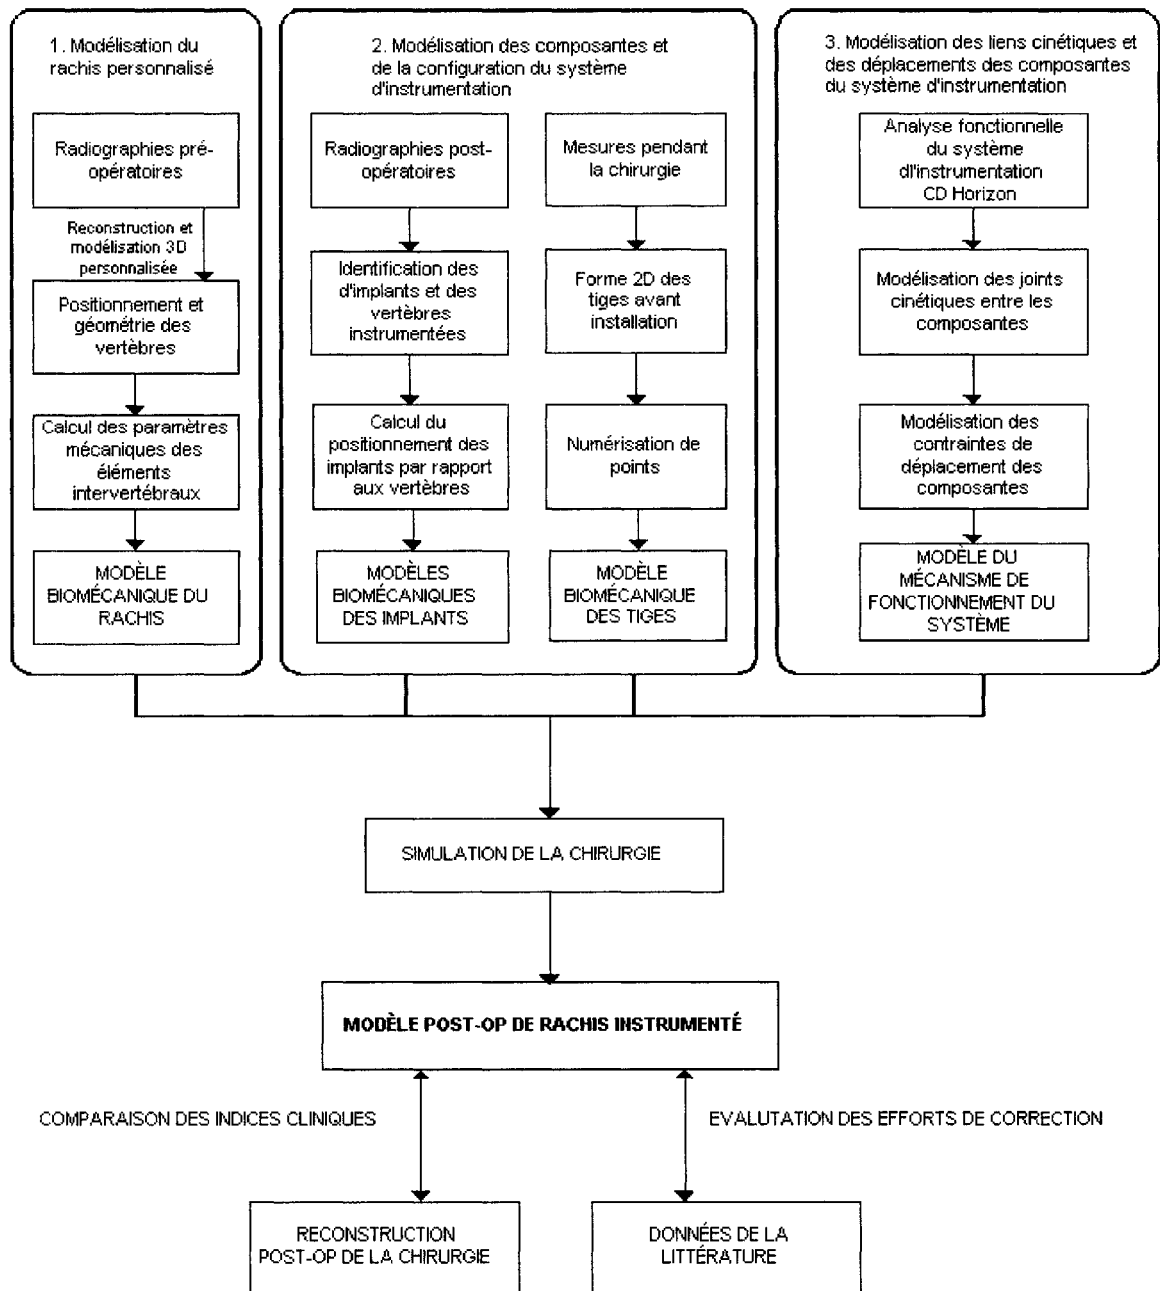 1. Modélisation du
rachis personnalisé
Radiographies pré-
opératoires
Reconstruction et
modélisation 3D
personnalisée
Positionnement et
géométrie des
vertèbres
Calcul des paramètres
mécaniques des
éléments
intervertébraux
MODÈLE
BIOMÉCANIQUE DU
RACHIS
2. Modélisation des composantes et
de la configuration du système
d'instrumentation
Radiographies post-
opératoires
Identification des
d'implants et des
vertèbres
instrumentées
Calcul du
positionnement des
implants par rapport
aux vertèbres
MODÈLES
BIOMÉCANIQUES
DES IMPLANTS
Mesures pendant
la chirurgie
Forme 2D des
tiges avant
installation
Numérisation de
points
MODÈLE
BIOMÉCANIQUE
DES TIGES
3. Modélisation des liens cinétiques et
des déplacements des composantes
du système d'instrumentation
Analyse fonctionnelle
du système
dl'instrumentation
CD Horizon
Modélisation des joints
cinétiques entre les
composantes
Modélisation des
contraintes de
déplacement des
composantes
MODÈLE DU
MÉCANISME DE
FONCTIONNEMENT DU
SYSTÈME
SIMULATION DE LA CHIRURGIE
MODÈLE POST-OP DE RACHIS INSTRUMENTÉ
COMPARAISON DES INDICES CLINIQUES
EVALUTATION DES EFFORTS DE CORRECTION
RECONSTRUCTION
POST-OP DE LA CHIRURGIE
DONNÉES DE LA
LITTÉRATURE